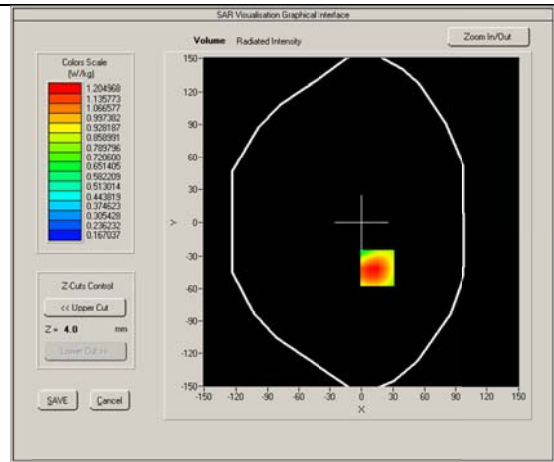 SAR Visualisation Graphical Interface
Volume Radiated Intensity
Zoom In/Out
Colors Scale
(W/kg)
1.204968
1.135773
1.066577
0.997382
0.928187
0.858991
0.789796
0.720600
0.651405
0.582209
0.513014
0.443819
0.374623
0.305428
0.236232
0.167037
Z-Cuts Control
<< Upper Cut
Z = 4.0 mm
Lower Cut >>
SAVE Cancel
150
120
90
60
30
0
-30
-60
-90
-120
-150
Y
-150 -120 -90 -60 -30 0 30 60 90 120 150
X